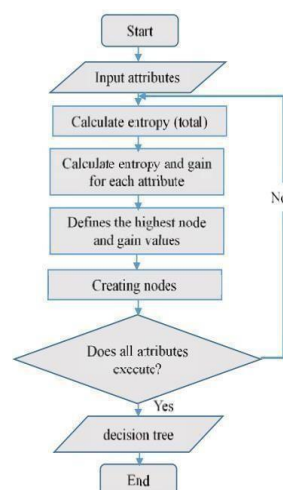 Start
Input attributes
Calculate entropy (total)
Calculate entropy and gain
for each attribute
Defines the highest node
and gain values
Creating nodes
Does all attributes
execute?
Yes
decision tree
End